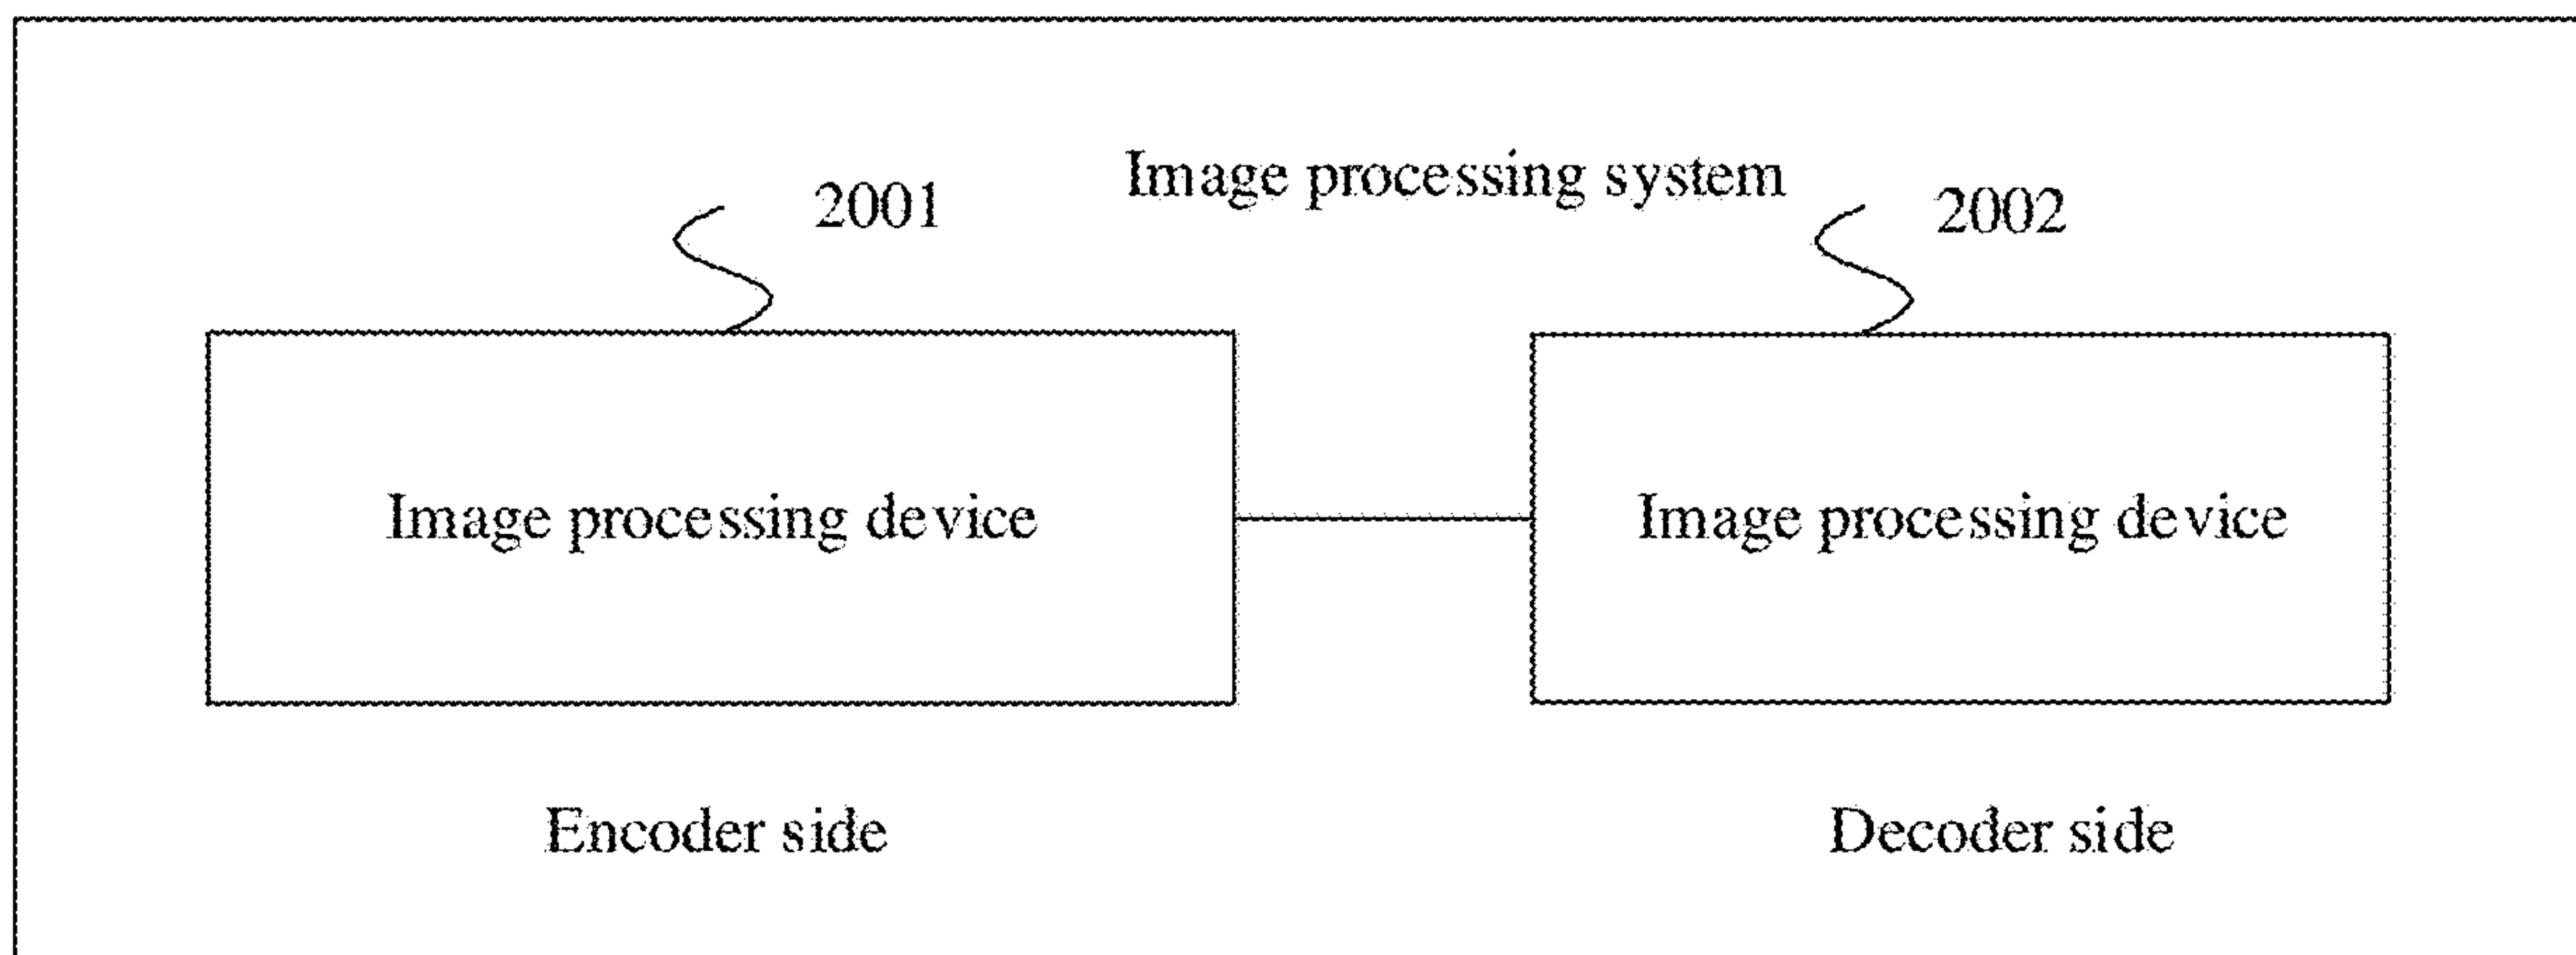 Image processing system
2001
2002
Image processing device
Image processing device
Encoder side
Decoder side